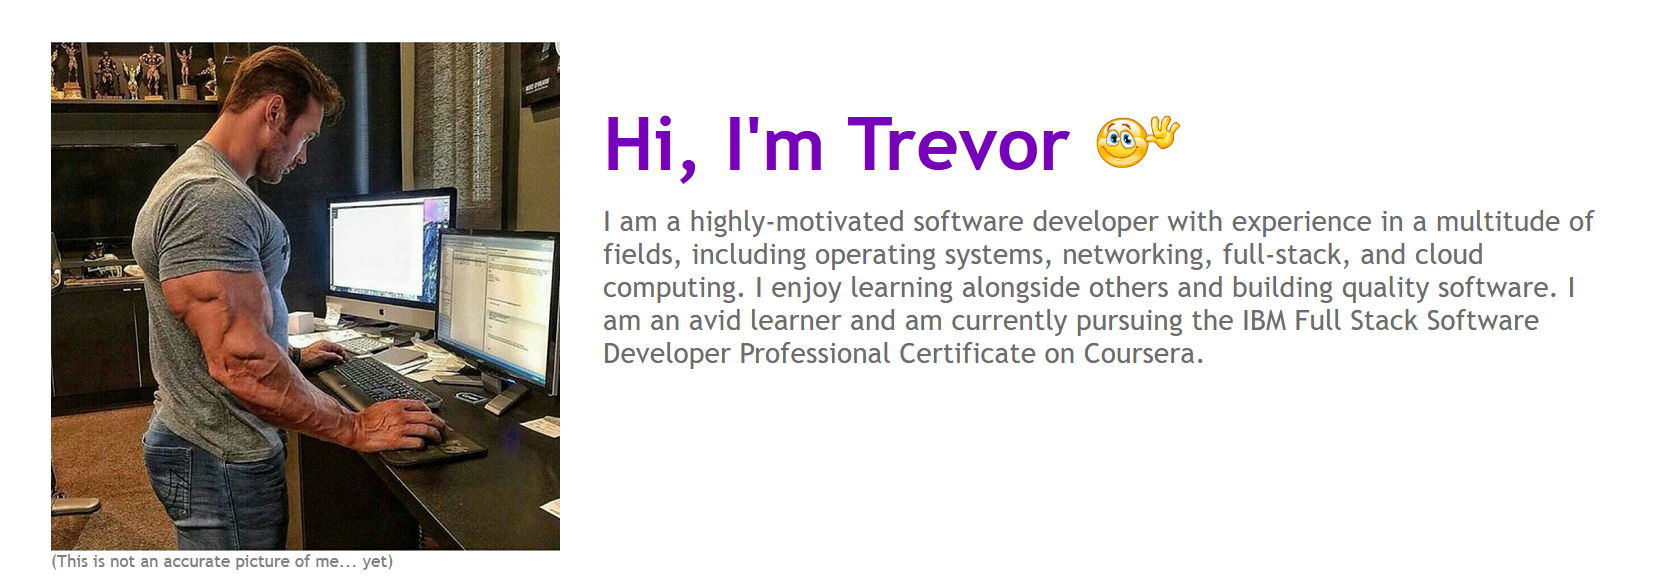 Hi, I'm Trevor
I am a highly-motivated software developer with experience in a multitude of
fields, including operating systems, networking, full-stack, and cloud
computing. I enjoy learning alongside others and building quality software. I
am an avid learner and am currently pursuing the IBM Full Stack Software
Developer Professional Certificate on Coursera.
(This is not an accurate picture of me... yet)